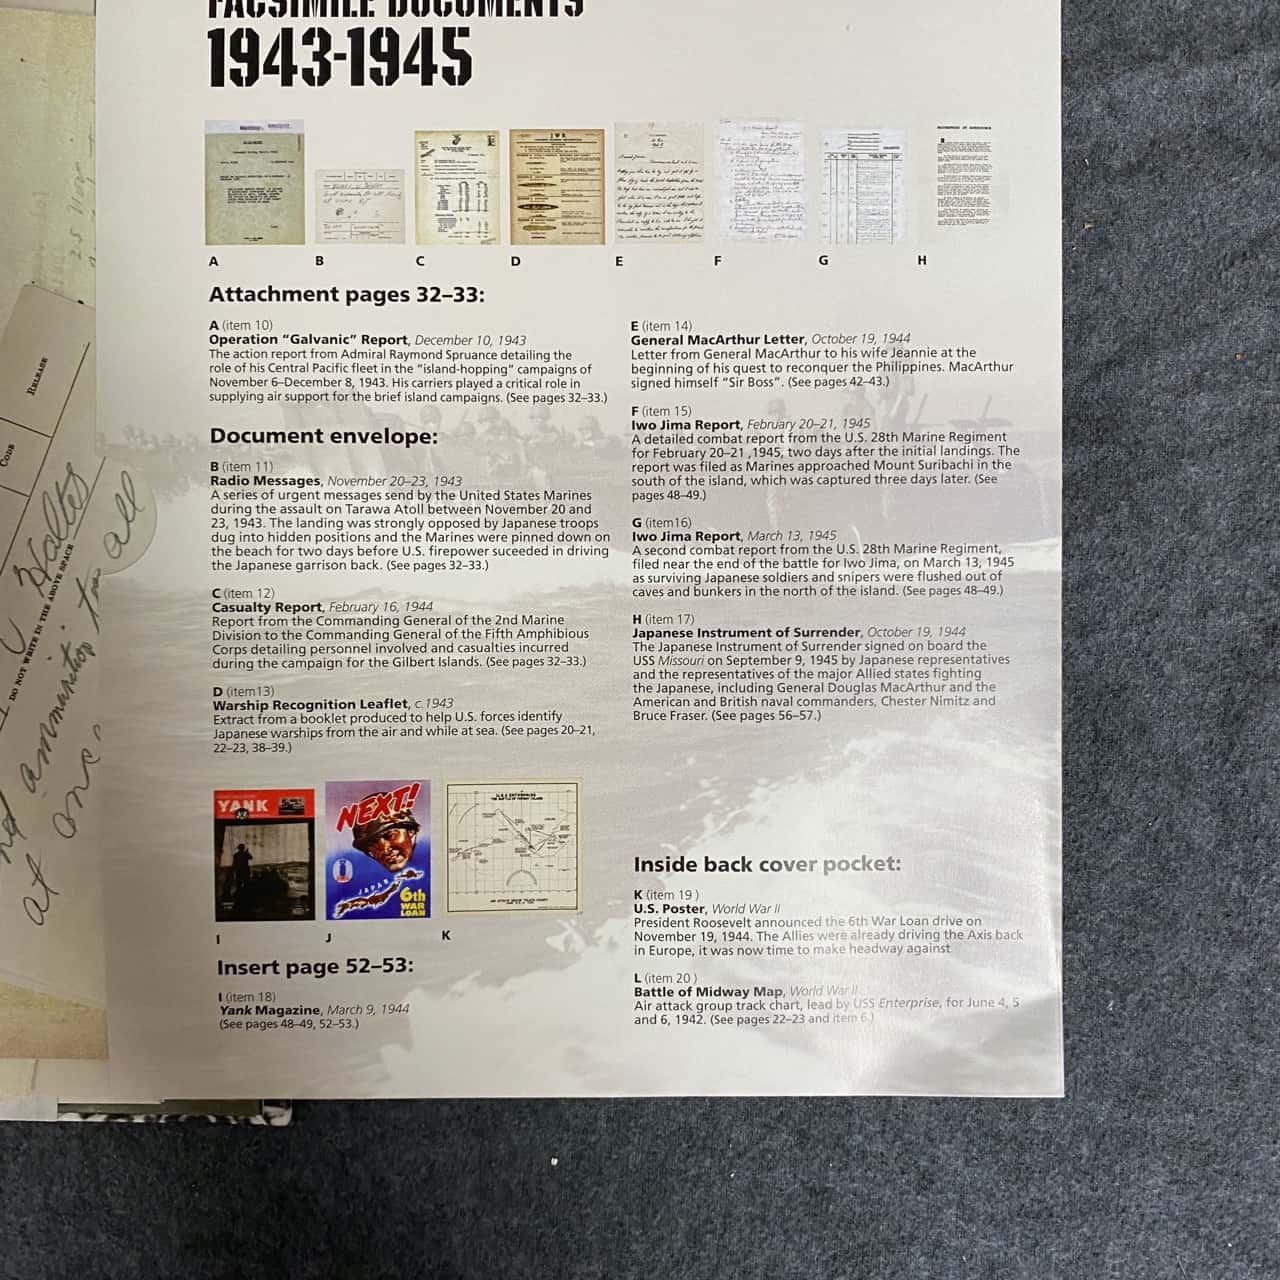 FACSIMILE DOCUMENTS
1943-1945
A
B
C
D
E
F
G
H
Attachment pages 32–33:
A (item 10)
Operation “Galvanic” Report, December 10, 1943
The action report from Admiral Raymond Spruance detailing the
role of his Central Pacific fleet in the “island-hopping” campaigns of
November 6–December 8, 1943. His carriers played a critical role in
supplying air support for the brief island campaigns. (See pages 32–33.)
Document envelope:
B (item 11)
Radio Messages, November 20–23, 1943
A series of urgent messages send by the United States Marines
during the assault on Tarawa Atoll between November 20 and
23, 1943. The landing was strongly opposed by Japanese troops
dug into hidden positions and the Marines were pinned down on
the beach for two days before U.S. firepower suceeded in driving
the Japanese garrison back. (See pages 32–33.)
C (item 12)
Casualty Report, February 16, 1944
Report from the Commanding General of the 2nd Marine
Division to the Commanding General of the Fifth Amphibious
Corps detailing personnel involved and casualties incurred
during the campaign for the Gilbert Islands. (See pages 32–33.)
D (item13)
Warship Recognition Leaflet, c.1943
Extract from a booklet produced to help U.S. forces identify
Japanese warships from the air and while at sea. (See pages 20–21,
22–23, 38–39.)
E (item 14)
General MacArthur Letter, October 19, 1944
Letter from General MacArthur to his wife Jeannie at the
beginning of his quest to reconquer the Philippines. MacArthur
signed himself “Sir Boss”. (See pages 42–43.)
F (item 15)
Iwo Jima Report, February 20–21, 1945
A detailed combat report from the U.S. 28th Marine Regiment
for February 20–21 ,1945, two days after the initial landings. The
report was filed as Marines approached Mount Suribachi in the
south of the island, which was captured three days later. (See
pages 48–49.)
G (item16)
Iwo Jima Report, March 13, 1945
A second combat report from the U.S. 28th Marine Regiment,
filed near the end of the battle for Iwo Jima, on March 13, 1945
as surviving Japanese soldiers and snipers were flushed out of
caves and bunkers in the north of the island. (See pages 48–49.)
H (item 17)
Japanese Instrument of Surrender, October 19, 1944
The Japanese Instrument of Surrender signed on board the
USS Missouri on September 9, 1945 by Japanese representatives
and the representatives of the major Allied states fighting
the Japanese, including General Douglas MacArthur and the
American and British naval commanders, Chester Nimitz and
Bruce Fraser. (See pages 56–57.)
YANK
NEXT!
JAPAN
6th
WAR
LOAN
U.S.S ENTERPRISE
I
J
K
Insert page 52–53:
I (item 18)
Yank Magazine, March 9, 1944
(See pages 48–49, 52–53.)
Inside back cover pocket:
K (item 19 )
U.S. Poster, World War II
President Roosevelt announced the 6th War Loan drive on
November 19, 1944. The Allies were already driving the Axis back
in Europe, it was now time to make headway against
L (item 20 )
Battle of Midway Map, World War II
Air attack group track chart, lead by USS Enterprise, for June 4, 5
and 6, 1942. (See pages 22–23 and item 6.)
RELEASE
CODE
DO NOT WRITE IN THE ABOVE SPACE
ammunition
all
at once